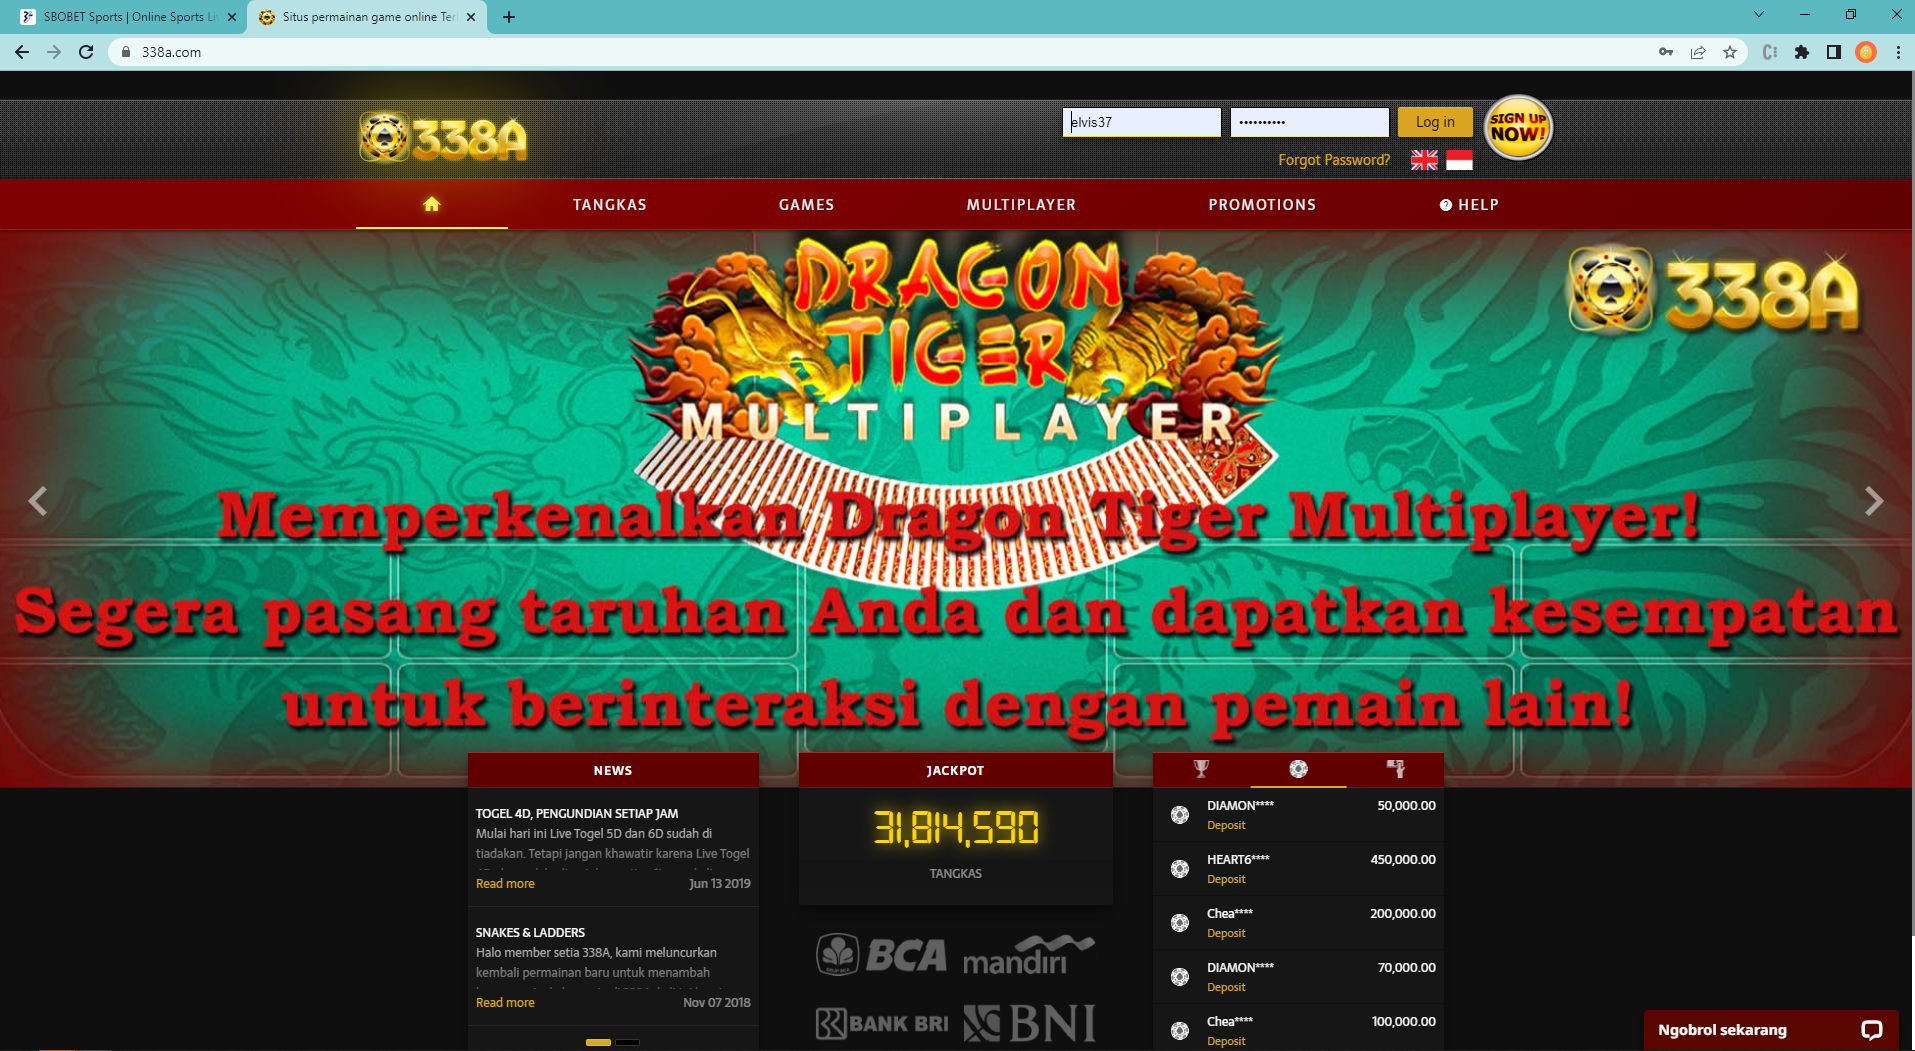 SBOBET Sports | Online Sports Li
Situs permainan game online Ter
338a.com
338A
elvis37
Log in
SIGN UP
NOW!
Forgot Password?
TANGKAS
GAMES
MULTIPLAYER
PROMOTIONS
HELP
DRAGON
TIGER
MULTIPLAYER
338A
Memperkenalkan Dragon Tiger Multiplayer!
Segera pasang taruhan Anda dan dapatkan kesempatan
untuk berinteraksi dengan pemain lain!
NEWS
TOGEL 4D, PENGUNDIAN SETIAP JAM
Mulai hari ini Live Togel 5D dan 6D sudah di
tiadakan. Tetapi jangan khawatir karena Live Togel
Read more
Jun 13 2019
SNAKES & LADDERS
Halo member setia 338A, kami meluncurkan
kembali permainan baru untuk menambah
Read more
Nov 07 2018
JACKPOT
31,814,590
TANGKAS
BCA
mandiri
BANK BRI
BNI
DIAMON**** 50,000.00
Deposit
HEART6**** 450,000.00
Deposit
Chea**** 200,000.00
Deposit
DIAMON**** 70,000.00
Deposit
Chea**** 100,000.00
Deposit
Ngobrol sekarang